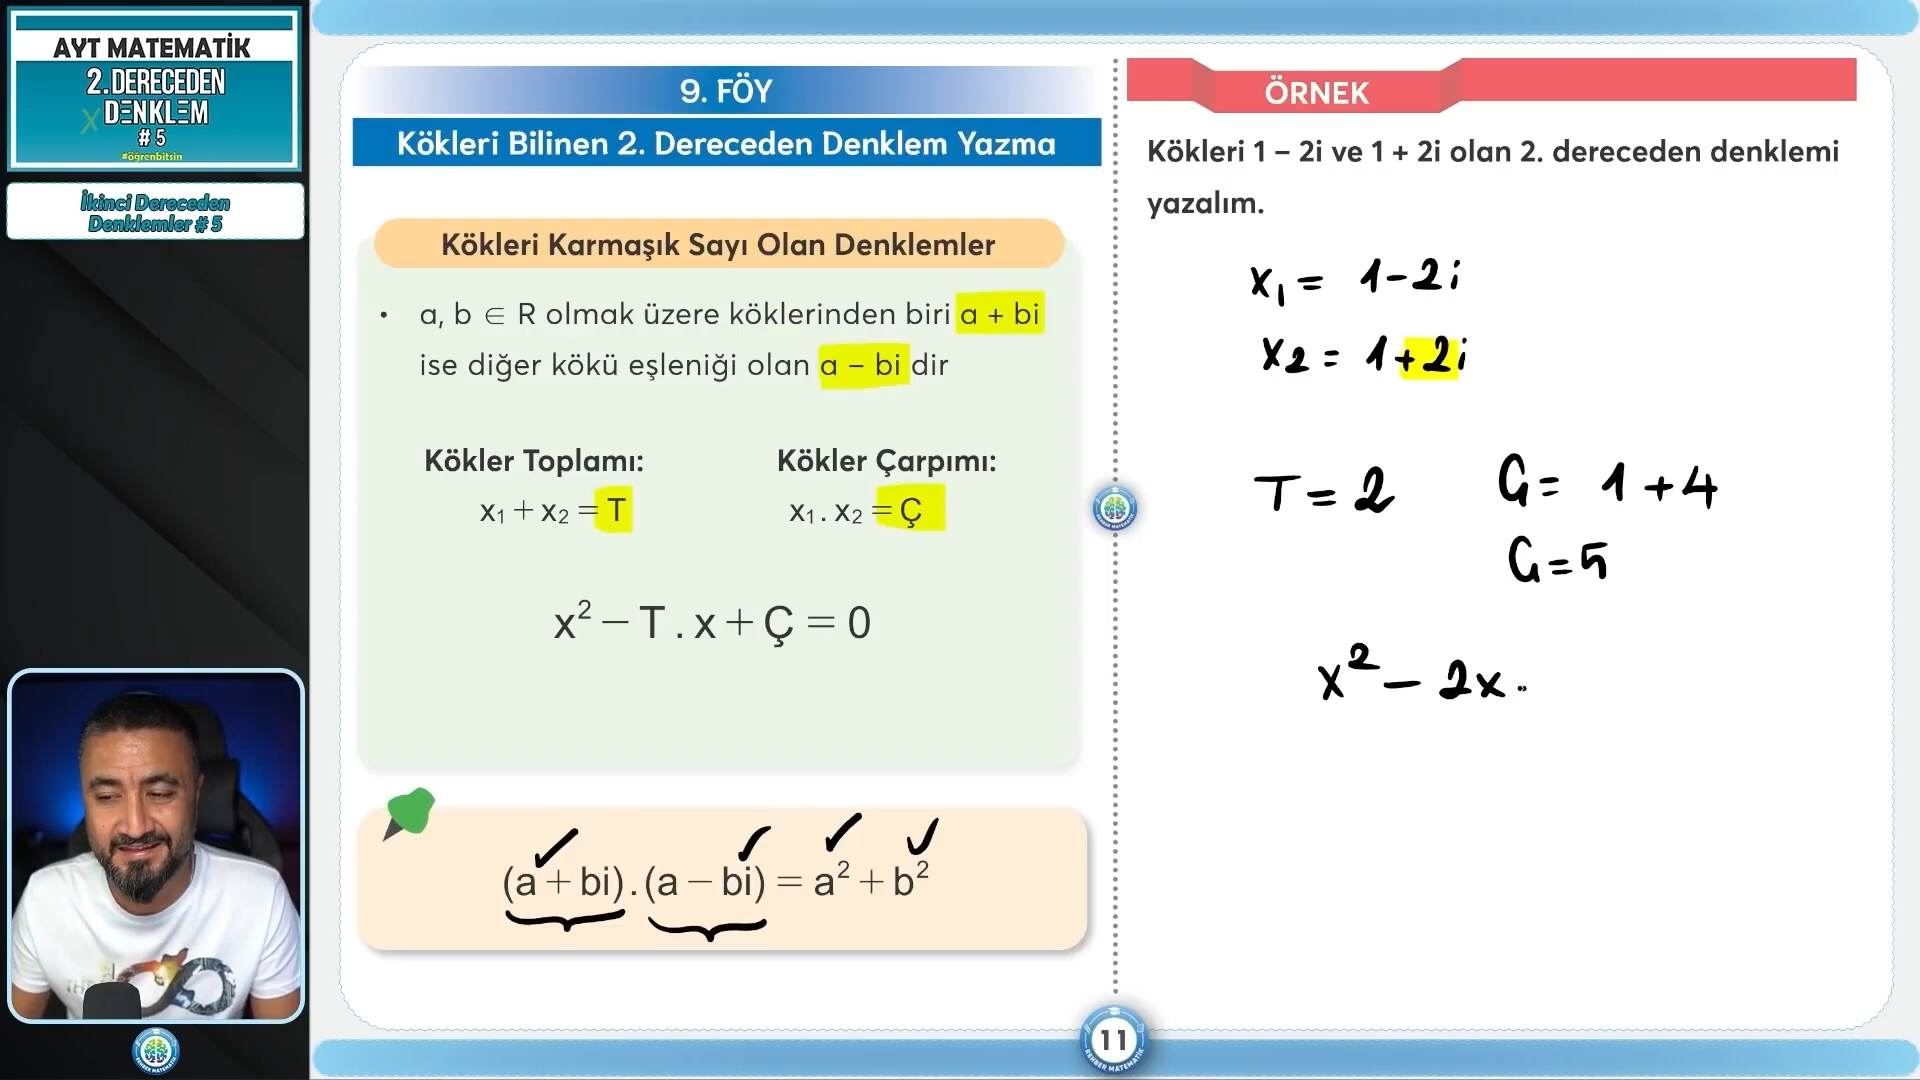 AYT MATEMATİK
2.DERECEDEN
X DENKLEM
# 5
#öğrenbitsin
İkinci Dereceden
Denklemler # 5
9. FÖY
Kökleri Bilinen 2. Dereceden Denklem Yazma
Kökleri Karmaşık Sayı Olan Denklemler
• a, b ∈ R olmak üzere köklerinden biri a + bi
ise diğer kökü eşleniği olan a – bi dir
Kökler Toplamı: Kökler Çarpımı:
x₁ + x₂ = T x₁ . x₂ = Ç
x² – T . x + Ç = 0
(a + bi) . (a – bi) = a² + b²
ÖRNEK
Kökleri 1 – 2i ve 1 + 2i olan 2. dereceden denklemi
yazalım.
x₁ = 1-2i
x₂ = 1+2i
T = 2 Ç = 1+4
Ç = 5
x² – 2x
11
REHBER MATEMATİK